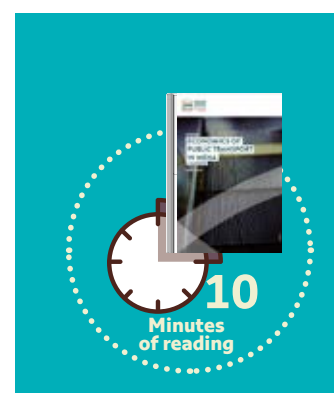 ECONOMICS OF
PUBLIC TRANSPORT
IN INDIA
10
Minutes
of reading